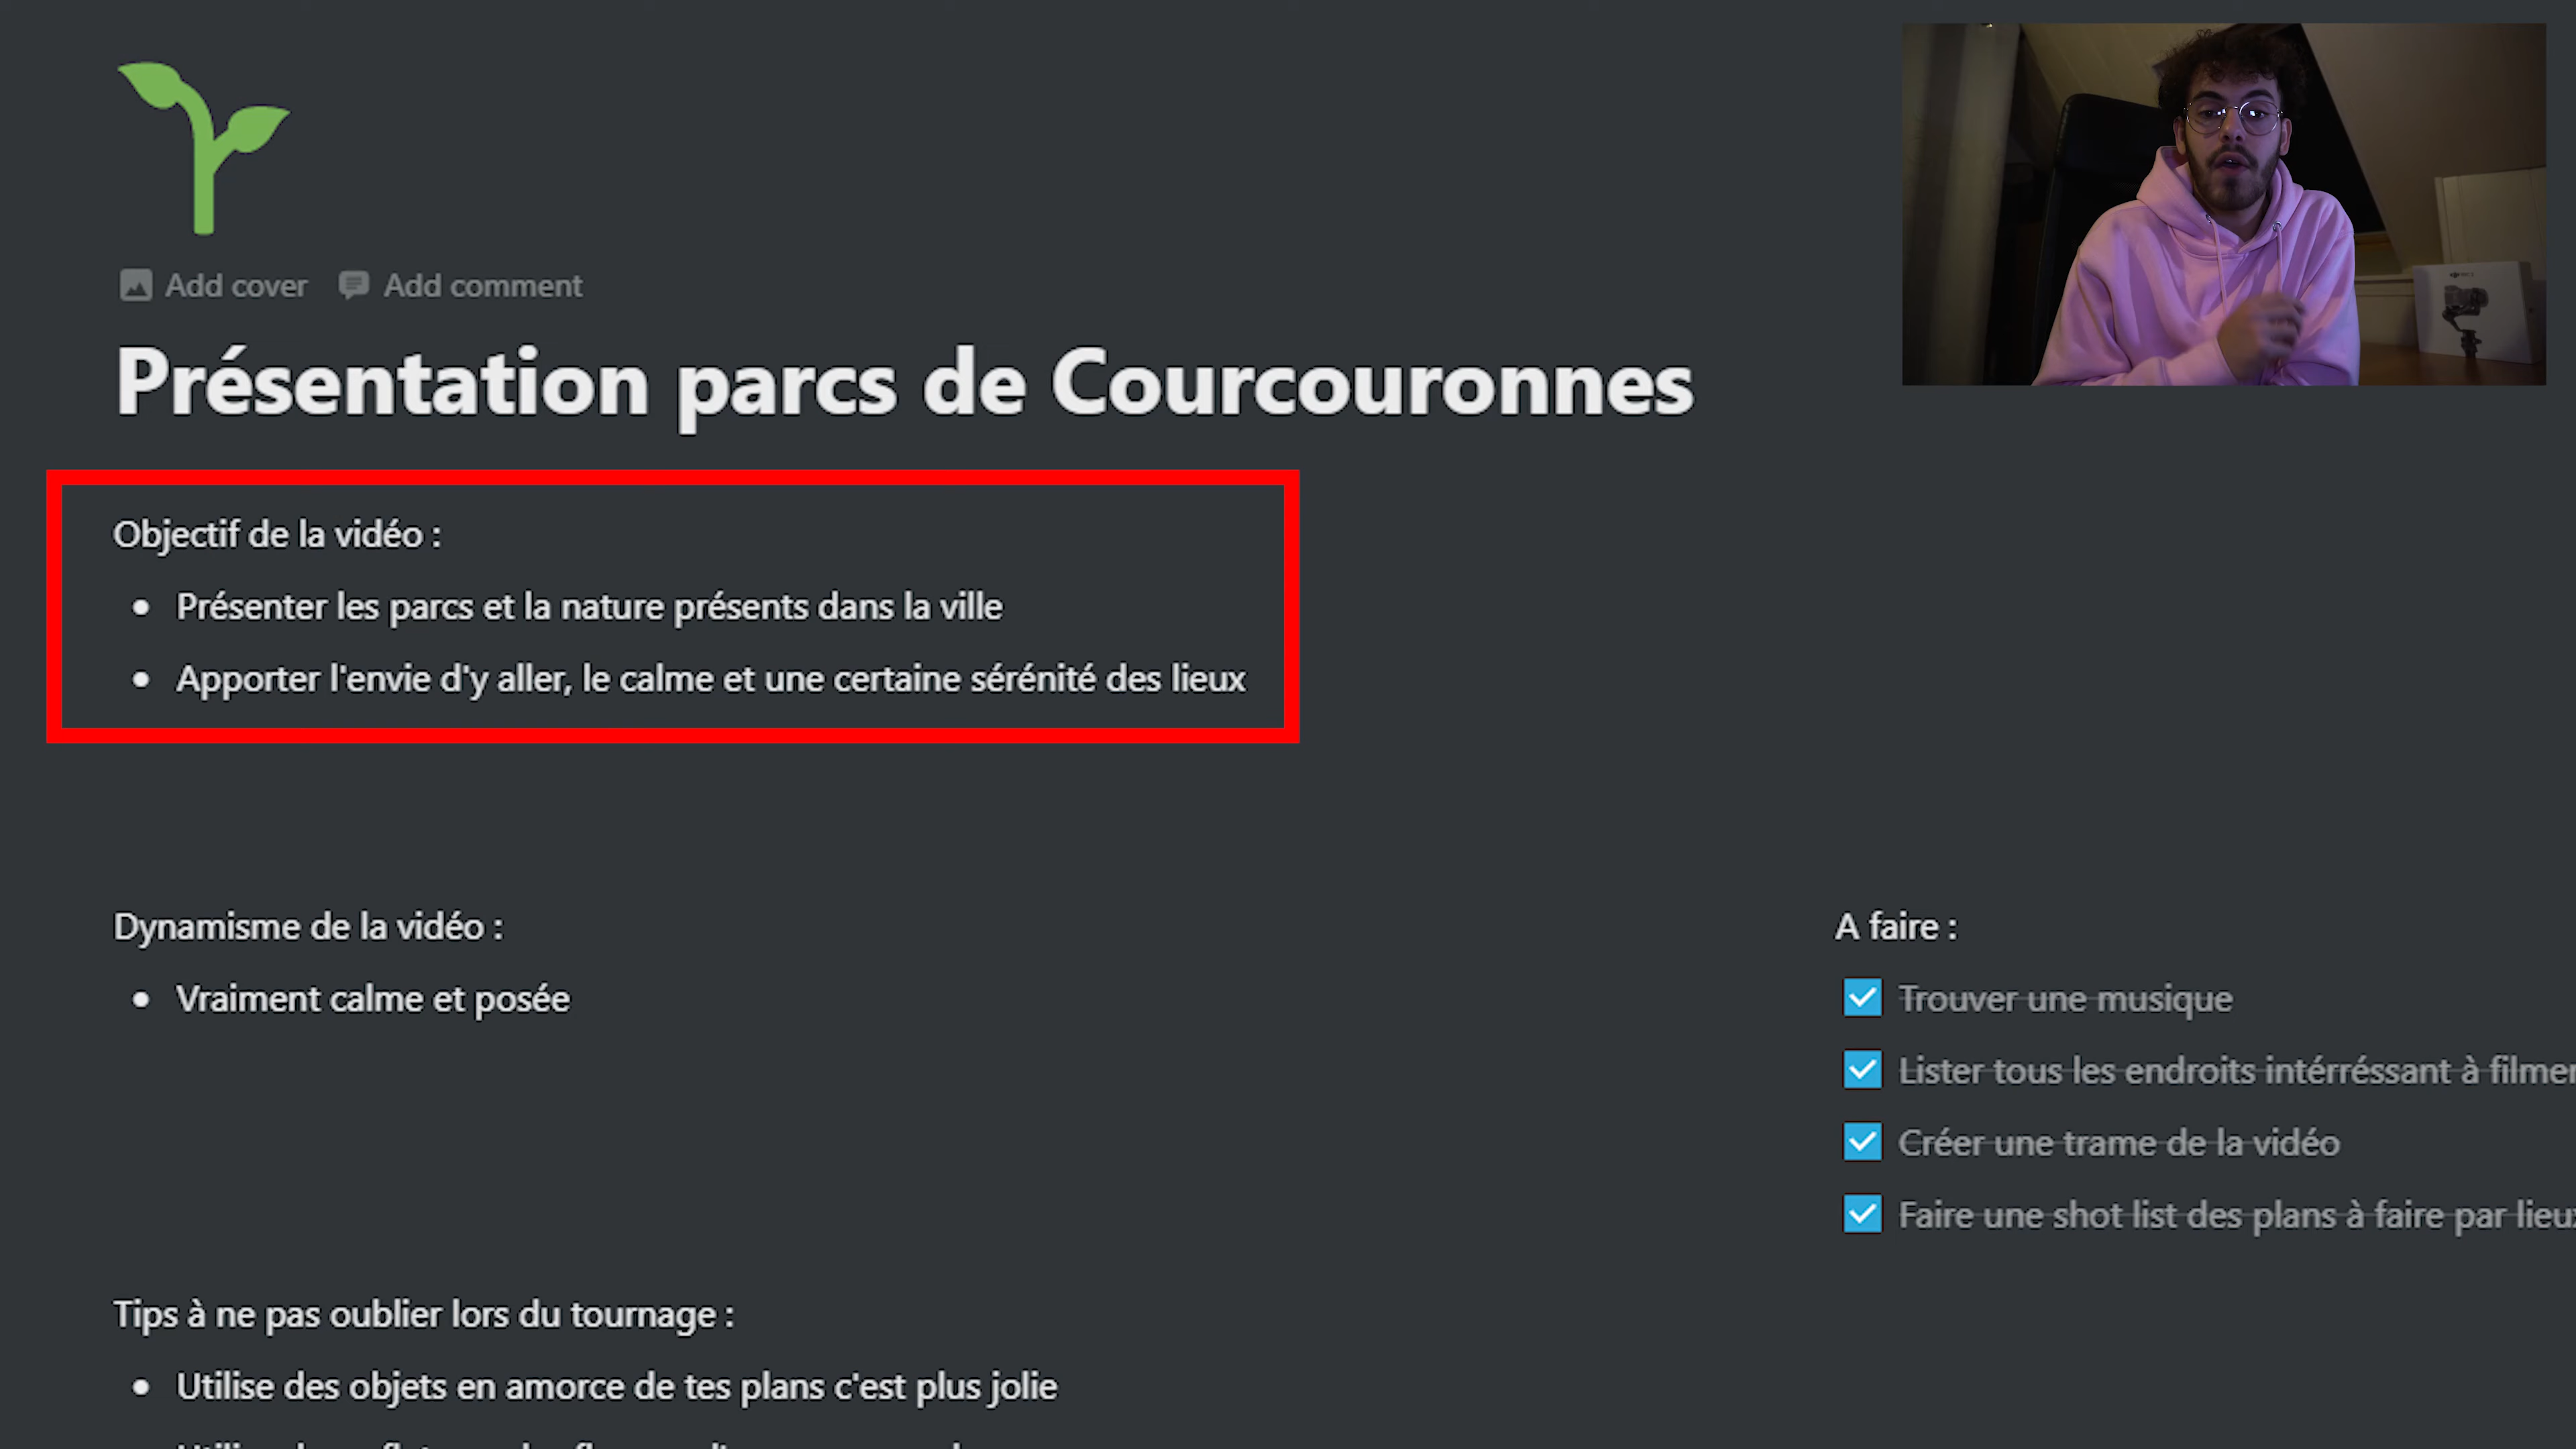 Add cover Add comment
Présentation parcs de Courcouronnes
Objectif de la vidéo :
Présenter les parcs et la nature présents dans la ville
Apporter l'envie d'y aller, le calme et une certaine sérénité des lieux
Dynamisme de la vidéo :
Vraiment calme et posée
A faire :
Trouver une musique
Lister tous les endroits intérréssant à filmer
Créer une trame de la vidéo
Faire une shot list des plans à faire par lieux
Tips à ne pas oublier lors du tournage :
Utilise des objets en amorce de tes plans c'est plus jolie